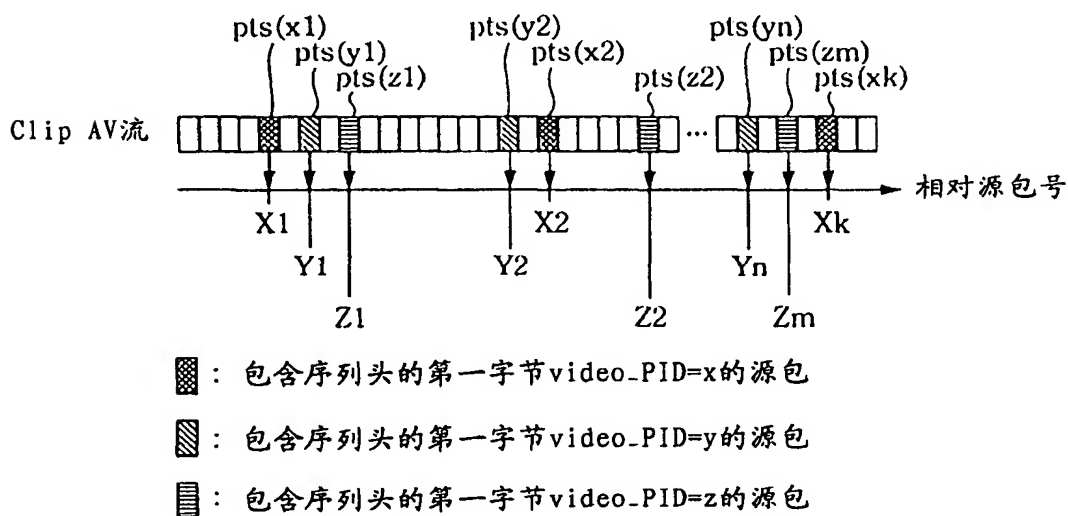 pts(x1)
pts(y1)
pts(z1)
pts(y2)
pts(x2)
pts(z2)
pts(yn)
pts(zm)
pts(xk)
Clip AV流
...
相对源包号
X1
X2
Xk
Y1
Y2
Yn
Z1
Z2
Zm
: 包含序列头的第一字节video_PID=x的源包
: 包含序列头的第一字节video_PID=y的源包
: 包含序列头的第一字节video_PID=z的源包